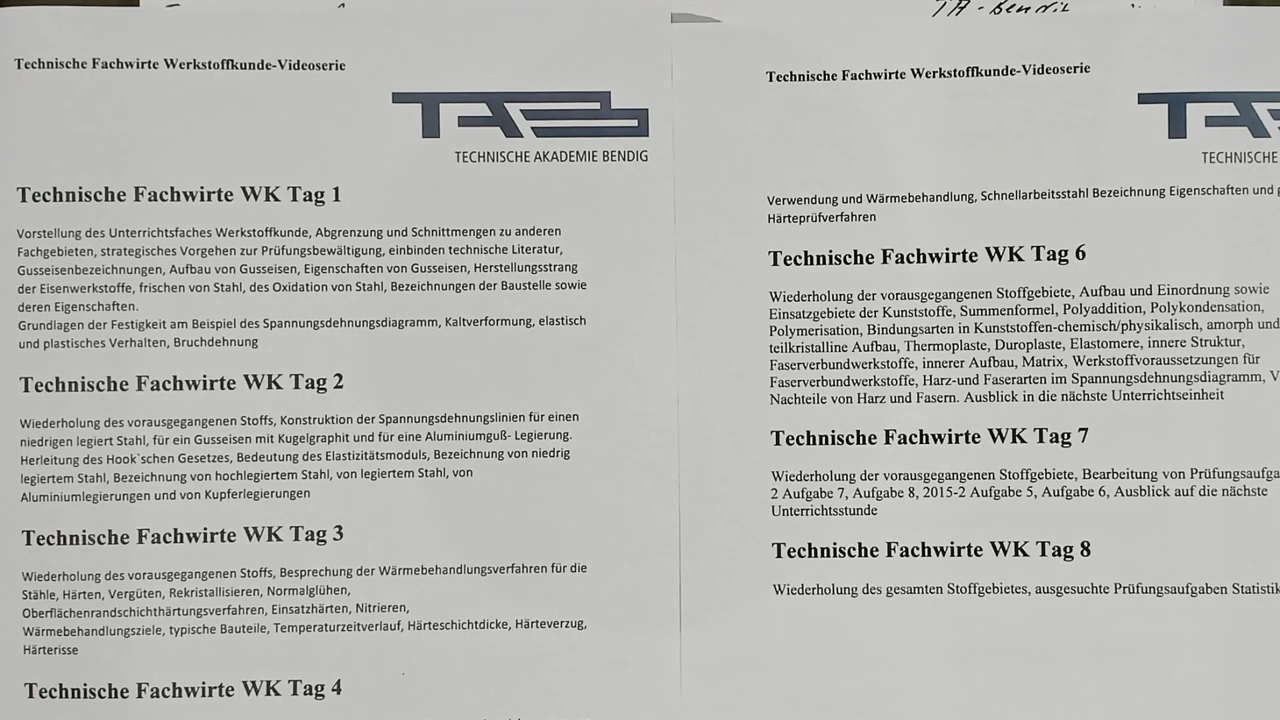 Technische Fachwirte Werkstoffkunde-Videoserie
TAB
TECHNISCHE AKADEMIE BENDIG
Technische Fachwirte WK Tag 1
Vorstellung des Unterrichtsfaches Werkstoffkunde, Abgrenzung und Schnittmengen zu anderen
Fachgebieten, strategisches Vorgehen zur Prüfungsbewältigung, einbinden technische Literatur,
Gusseisenbezeichnungen, Aufbau von Gusseisen, Eigenschaften von Gusseisen, Herstellungsstrang
der Eisenwerkstoffe, frischen von Stahl, des Oxidation von Stahl, Bezeichnungen der Baustelle sowie
deren Eigenschaften.
Grundlagen der Festigkeit am Beispiel des Spannungsdehnungsdiagramm, Kaltverformung, elastisch
und plastisches Verhalten, Bruchdehnung
Technische Fachwirte WK Tag 2
Wiederholung des vorausgegangenen Stoffs, Konstruktion der Spannungsdehnungslinien für einen
niedrigen legiert Stahl, für ein Gusseisen mit Kugelgraphit und für eine Aluminiumguß- Legierung.
Herleitung des Hook`schen Gesetzes, Bedeutung des Elastizitätsmoduls, Bezeichnung von niedrig
legiertem Stahl, Bezeichnung von hochlegiertem Stahl, von legiertem Stahl, von
Aluminiumlegierungen und von Kupferlegierungen
Technische Fachwirte WK Tag 3
Wiederholung des vorausgegangenen Stoffs, Besprechung der Wärmebehandlungsverfahren für die
Stähle, Härten, Vergüten, Rekristallisieren, Normalglühen,
Oberflächenrandschichthärtungsverfahren, Einsatzhärten, Nitrieren,
Wärmebehandlungsziele, typische Bauteile, Temperaturzeitverlauf, Härteschichtdicke, Härteverzug,
Härterisse
Technische Fachwirte WK Tag 4
TA - Bendig
Technische Fachwirte Werkstoffkunde-Videoserie
TECHNISCHE
Verwendung und Wärmebehandlung, Schnellarbeitsstahl Bezeichnung Eigenschaften und
Härteprüfverfahren
Technische Fachwirte WK Tag 6
Wiederholung der vorausgegangenen Stoffgebiete, Aufbau und Einordnung sowie
Einsatzgebiete der Kunststoffe, Summenformel, Polyaddition, Polykondensation,
Polymerisation, Bindungsarten in Kunststoffen-chemisch/physikalisch, amorph und
teilkristalline Aufbau, Thermoplaste, Duroplaste, Elastomere, innere Struktur,
Faserverbundwerkstoffe, innerer Aufbau, Matrix, Werkstoffvoraussetzungen für
Faserverbundwerkstoffe, Harz-und Faserarten im Spannungsdehnungsdiagramm, V
Nachteile von Harz und Fasern. Ausblick in die nächste Unterrichtseinheit
Technische Fachwirte WK Tag 7
Wiederholung der vorausgegangenen Stoffgebiete, Bearbeitung von Prüfungsaufga
2 Aufgabe 7, Aufgabe 8, 2015-2 Aufgabe 5, Aufgabe 6, Ausblick auf die nächste
Unterrichtsstunde
Technische Fachwirte WK Tag 8
Wiederholung des gesamten Stoffgebietes, ausgesuchte Prüfungsaufgaben Statistik